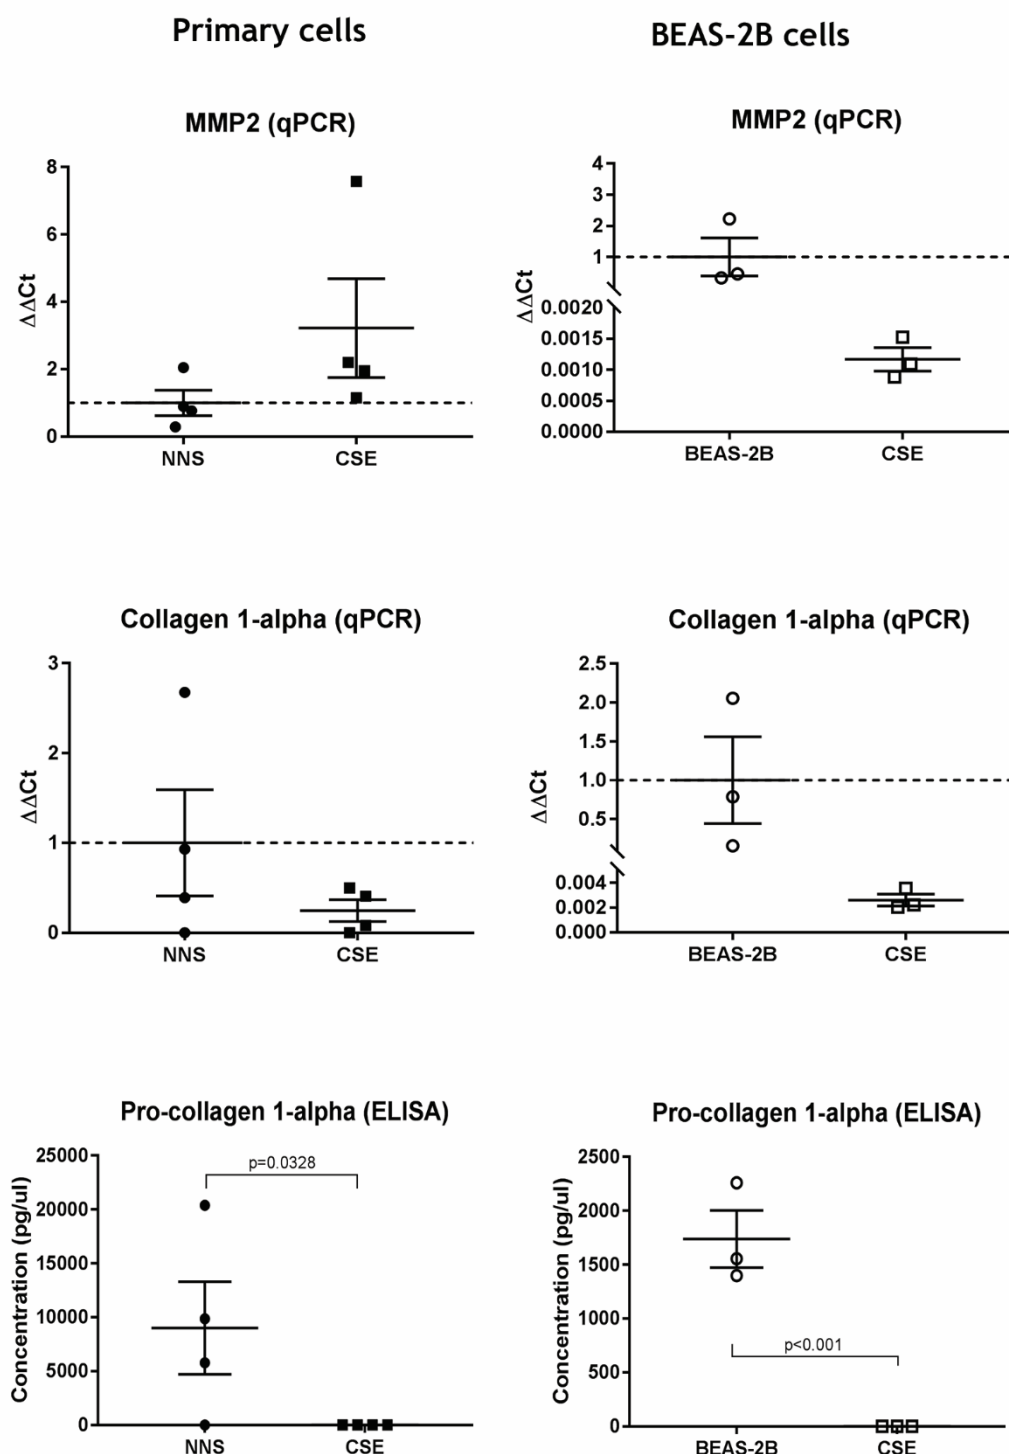 Primary cells
BEAS-2B cells
MMP2 (qPCR)
8
6
4
2
0
ΔΔCt
NNS
CSE
MMP2 (qPCR)
4
3
2
1
0.0020
0.0015
0.0010
0.0005
0.0000
ΔΔCt
BEAS-2B
CSE
Collagen 1-alpha (qPCR)
3
2
1
0
ΔΔCt
NNS
CSE
Collagen 1-alpha (qPCR)
2.5
2.0
1.5
1.0
0.5
0.004
0.002
0.000
ΔΔCt
BEAS-2B
CSE
Pro-collagen 1-alpha (ELISA)
25000
20000
15000
10000
5000
0
Concentration (pg/ul)
p=0.0328
NNS
CSE
Pro-collagen 1-alpha (ELISA)
2500
2000
1500
1000
500
0
Concentration (pg/ul)
p<0.001
BEAS-2B
CSE